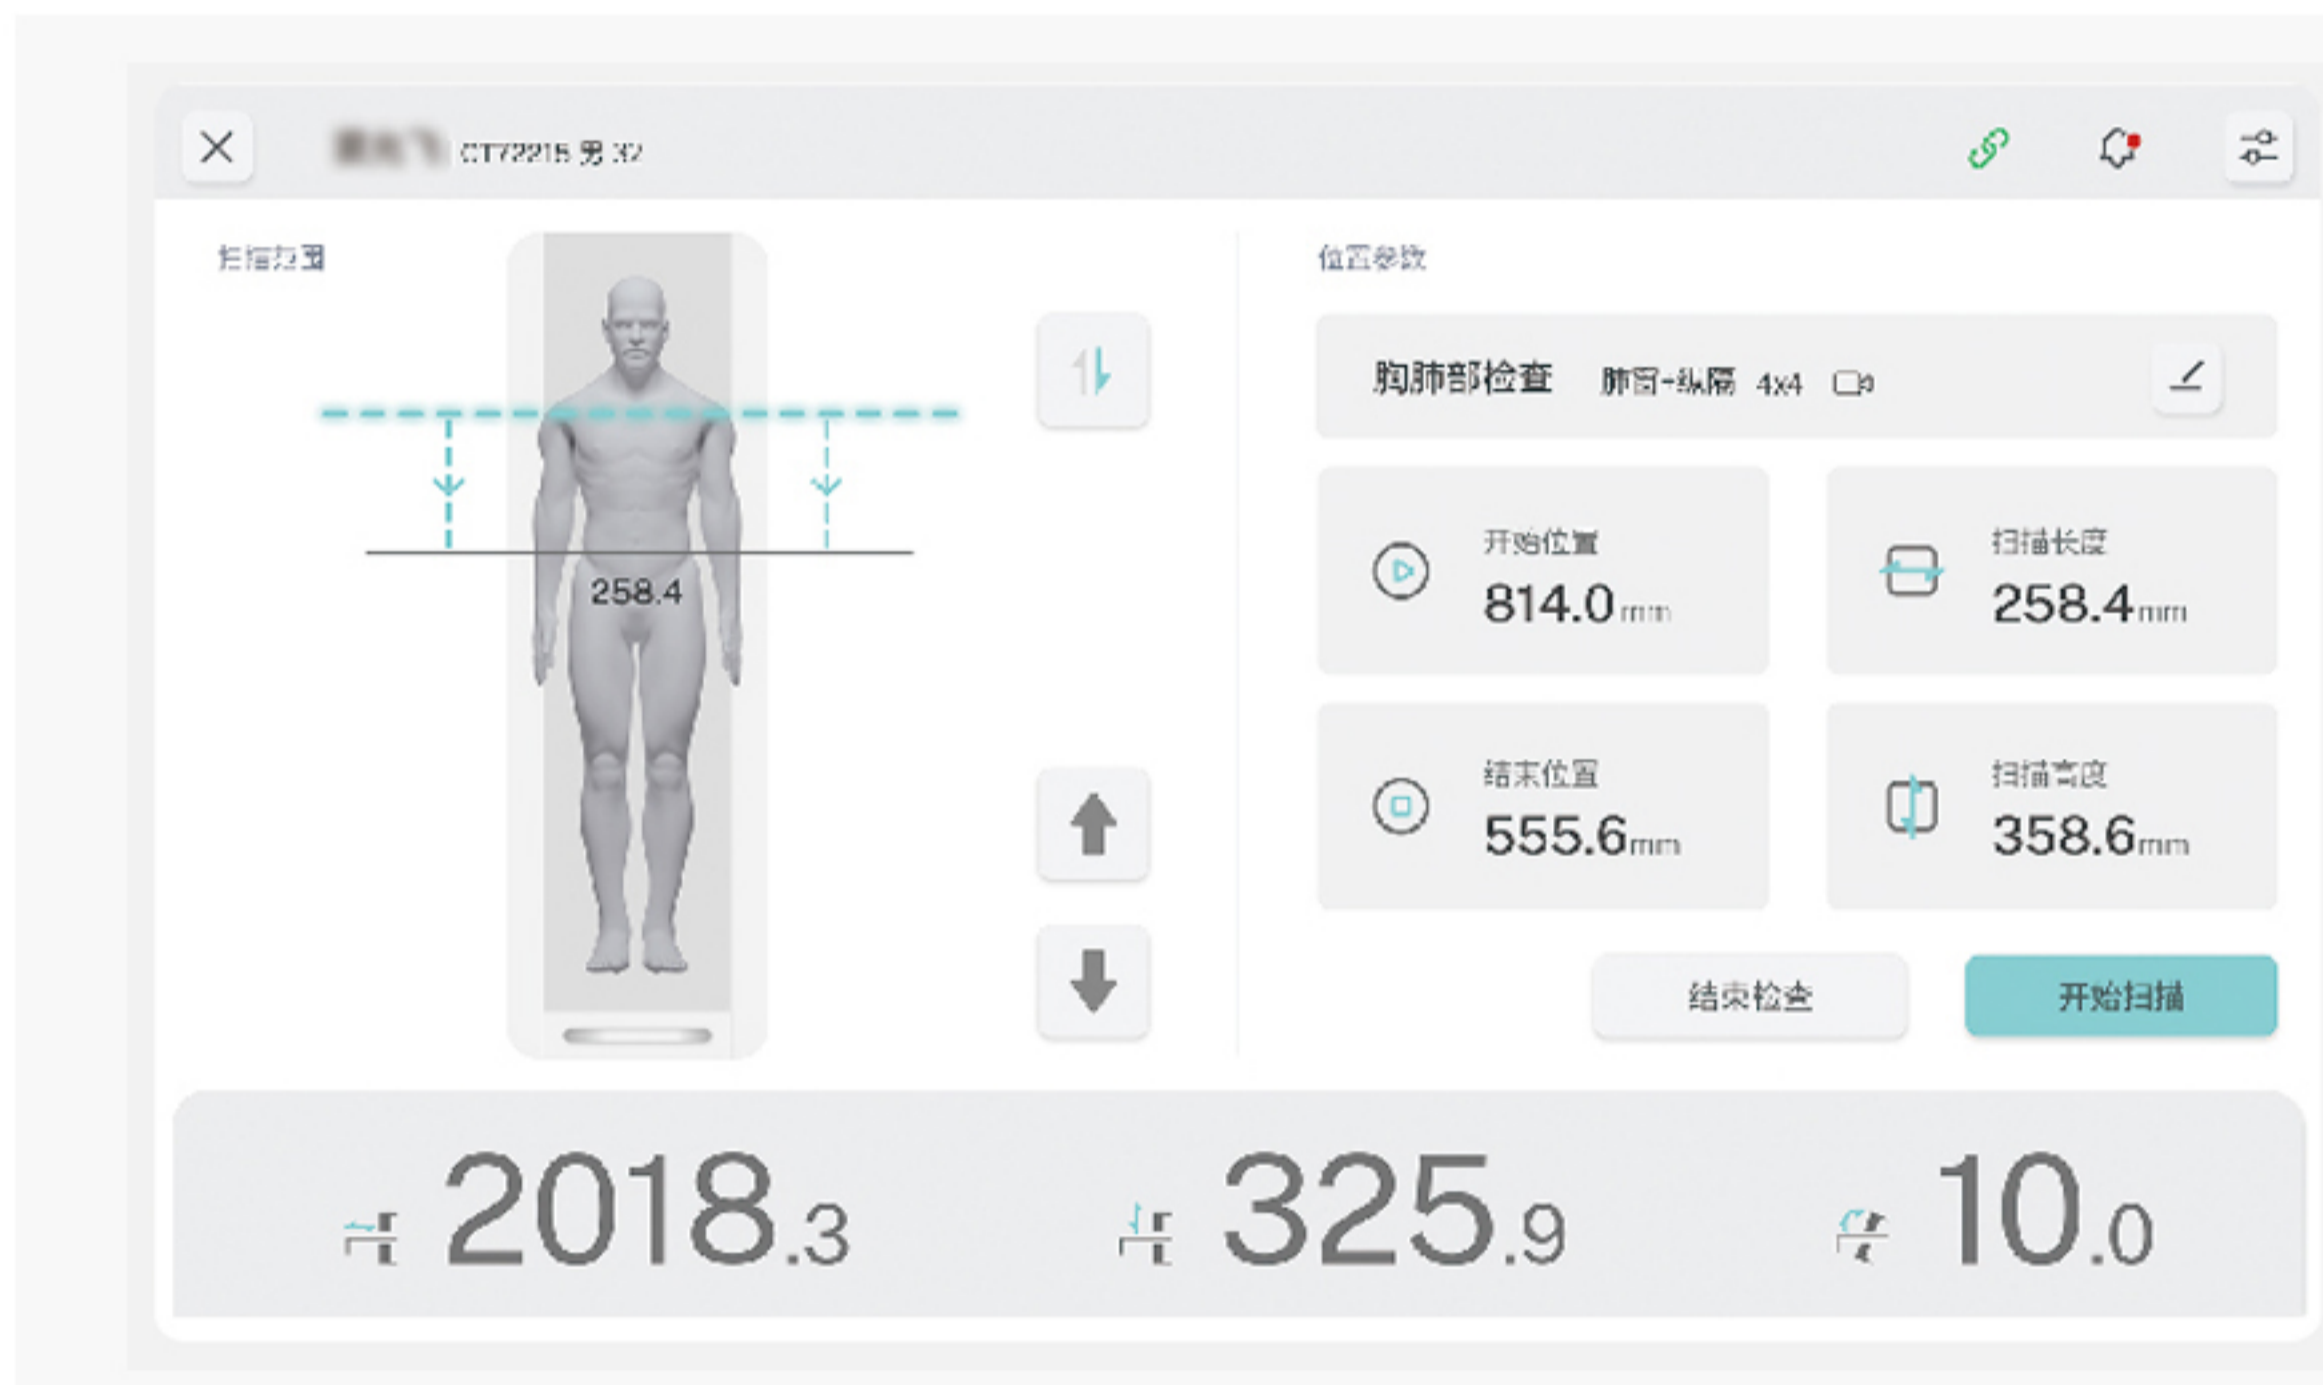 CT72215 男 32
扫描范围
258.4
位置参数
胸肺部检查 肺窗+纵隔 4x4
开始位置
814.0mm
扫描长度
258.4mm
结束位置
555.6mm
扫描高度
358.6mm
结束检查
开始扫描
2018.3
325.9
10.0